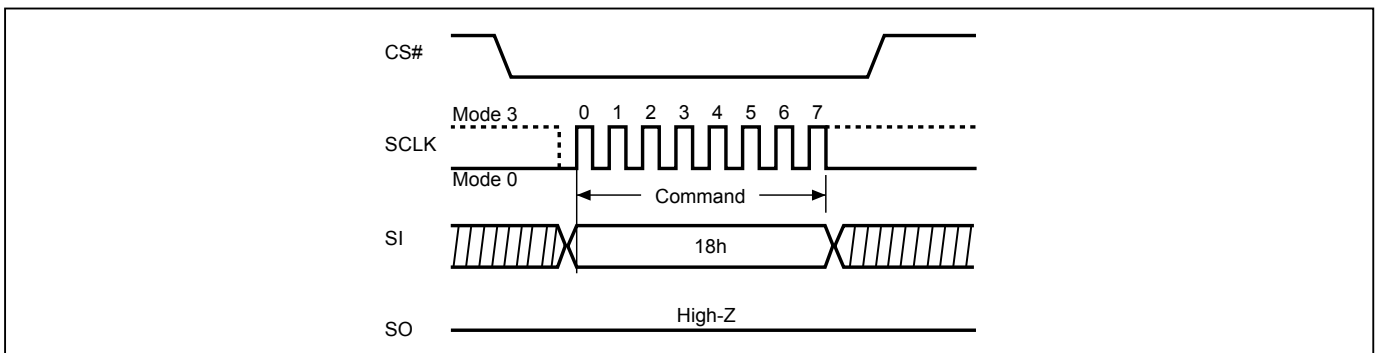 CS#
Mode 3 0 1 2 3 4 5 6 7
SCLK
Mode 0
Command
SI 18h
High-Z
SO